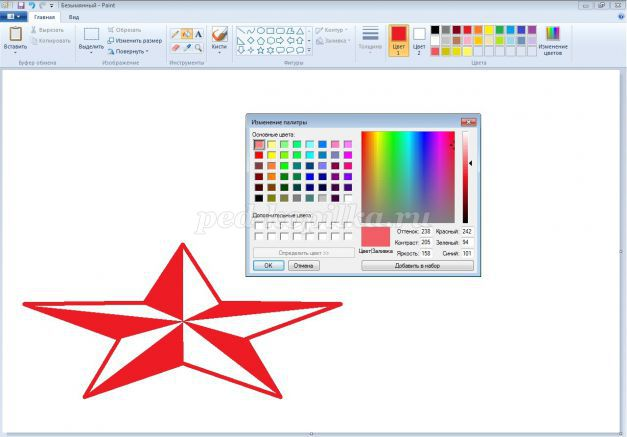 Безымянный - Paint
Главная Вид
Вставить
Вырезать
Копировать
Буфер обмена
Выделить
Обрезать
Изменить размер
Повернуть
Изображение
Инструменты
Кисти
Фигуры
Контур
Заливка
Толщина
Цвет 1
Цвет 2
Цвета
Изменение цветов
Изменение палитры
Основные цвета:
Дополнительные цвета:
Определить цвет >>
OK Отмена
Цвет|Заливка
Оттенок: 238 Красный: 242
Контраст: 205 Зеленый: 94
Яркость: 158 Синий: 101
Добавить в набор
pedkopilka.ru